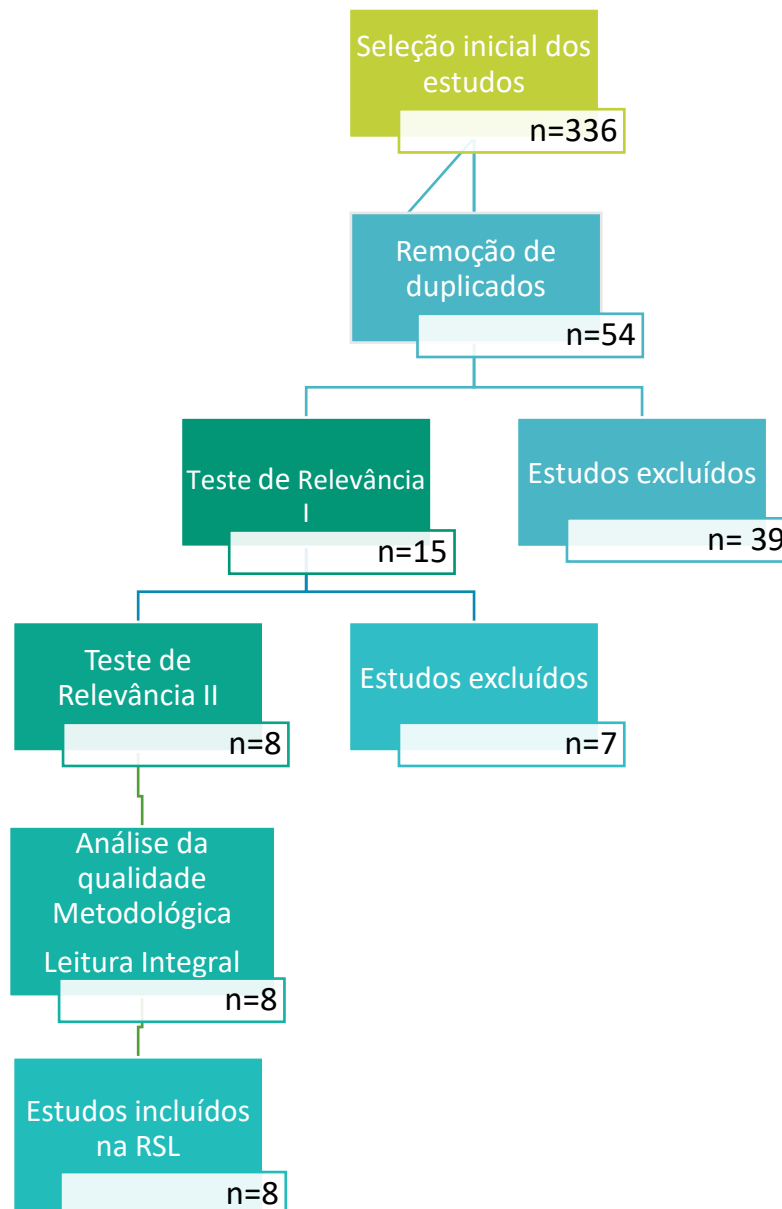 Seleção inicial dos
estudos
n=336
Remoção de
duplicados
n=54
Teste de Relevância
I
n=15
Estudos excluídos
n= 39
Teste de
Relevância II
n=8
Estudos excluídos
n=7
Análise da
qualidade
Metodológica
Leitura Integral
n=8
Estudos incluídos
na RSL
n=8